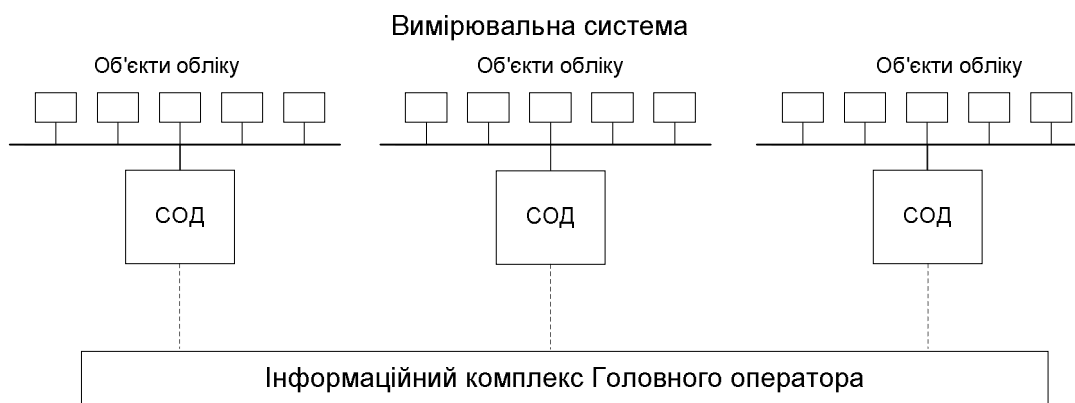 Вимірювальна система
Об'єкти обліку
Об'єкти обліку
Об'єкти обліку
СОД
СОД
СОД
Інформаційний комплекс Головного оператора